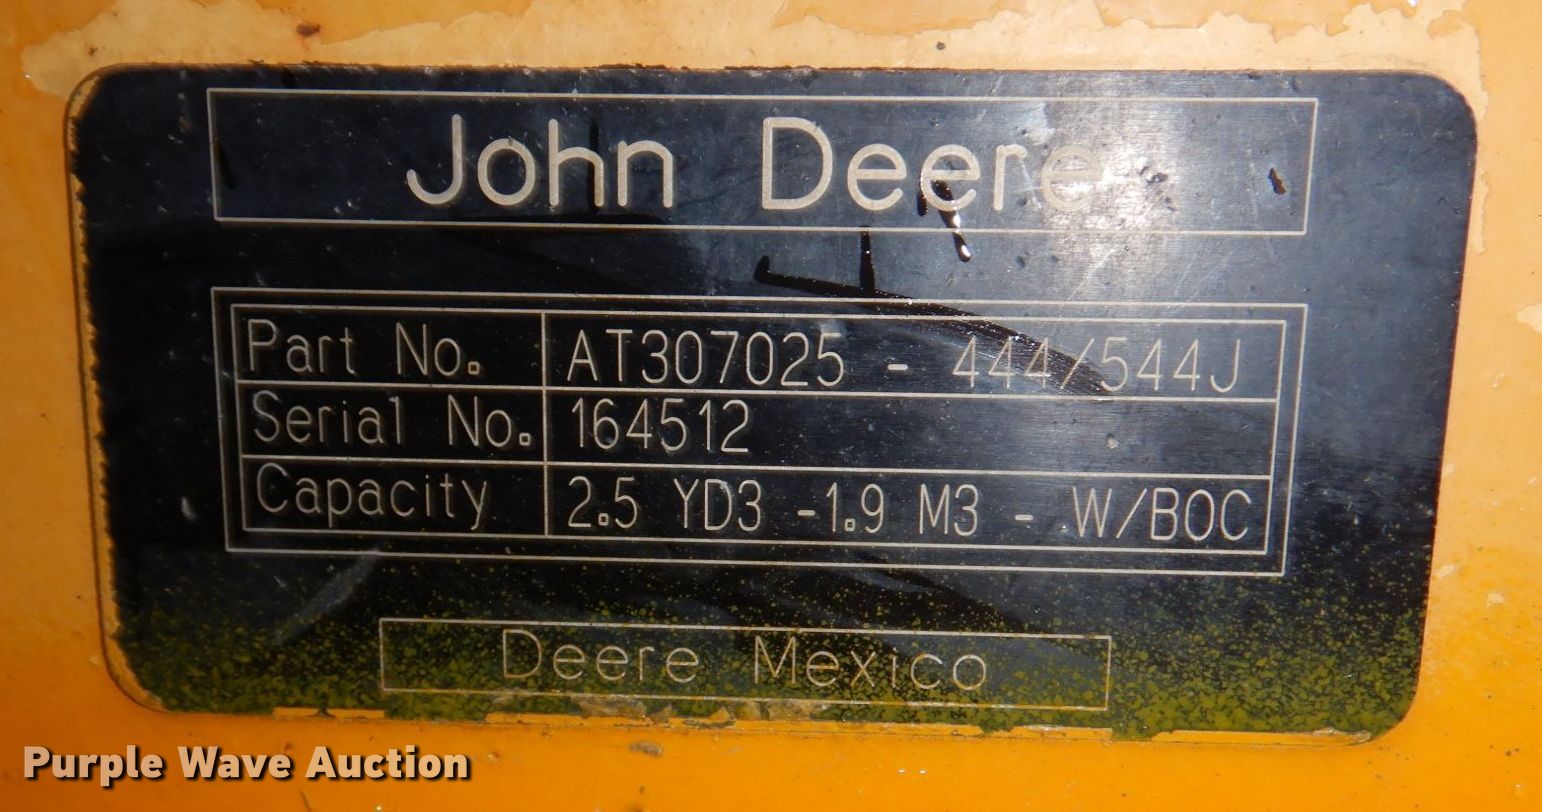 John Deere
Part No. AT307025 - 444/544J
Serial No. 164512
Capacity 2.5 YD3 -1.9 M3 - W/BOC
Deere Mexico
Purple Wave Auction